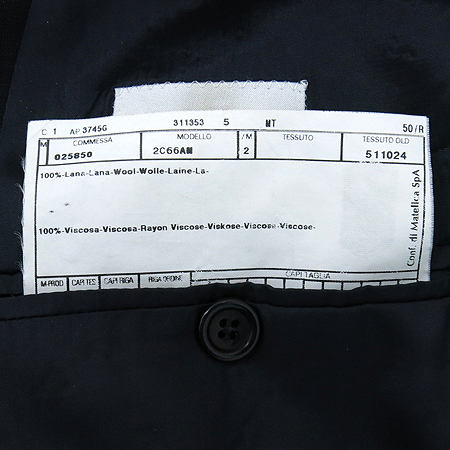 C. 1 AP 3745G 311353 5 MT 50/R
M COMMESSA MODELLO /M TESSUTO TESSUTO OLD
025850 2C66AM 2 511024
100%-Lana-Lana-Wool-Wolle-Laine-La-
100%-Viscosa-Viscosa-Rayon Viscose-Viskose-Viscose-Viscose-
Conf. di Matelica SpA
M-PROD CAPI TES CAPI RIGA RIGA ORDINE CAPI TAGLIA